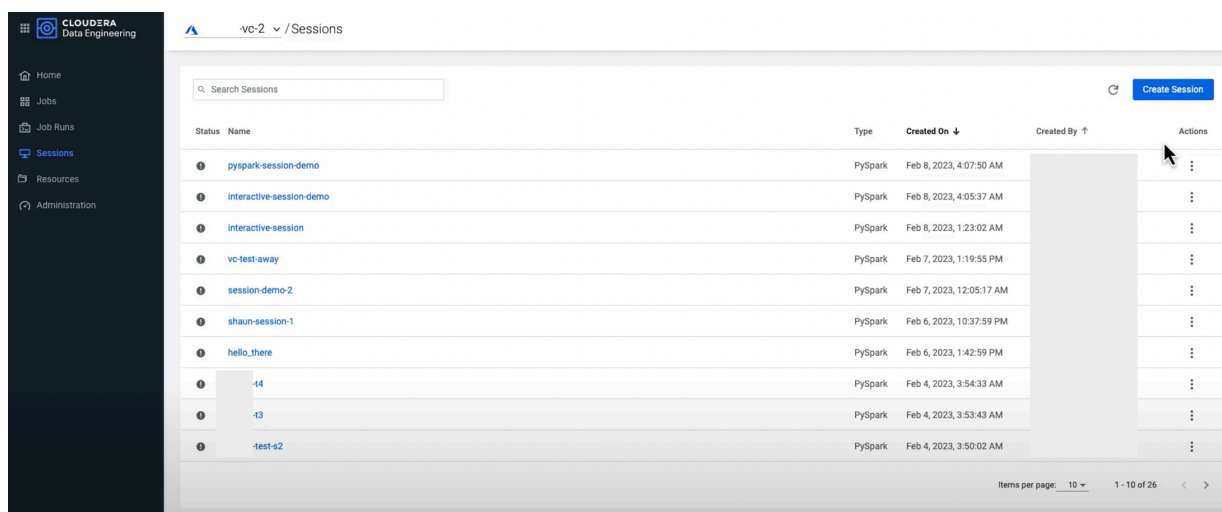 CLOUDERA
Data Engineering
-vc-2 / Sessions
Home
Jobs
Job Runs
Sessions
Resources
Administration
Search Sessions
Create Session
Status Name Type Created On Created By Actions
pyspark-session-demo PySpark Feb 8, 2023, 4:07:50 AM
interactive-session-demo PySpark Feb 8, 2023, 4:05:37 AM
interactive-session PySpark Feb 8, 2023, 1:23:02 AM
vc-test-away PySpark Feb 7, 2023, 1:19:55 PM
session-demo-2 PySpark Feb 7, 2023, 12:05:17 AM
shaun-session-1 PySpark Feb 6, 2023, 10:37:59 PM
hello_there PySpark Feb 6, 2023, 1:42:59 PM
-t4 PySpark Feb 4, 2023, 3:54:33 AM
-t3 PySpark Feb 4, 2023, 3:53:43 AM
-test-s2 PySpark Feb 4, 2023, 3:50:02 AM
Items per page: 10 1 - 10 of 26